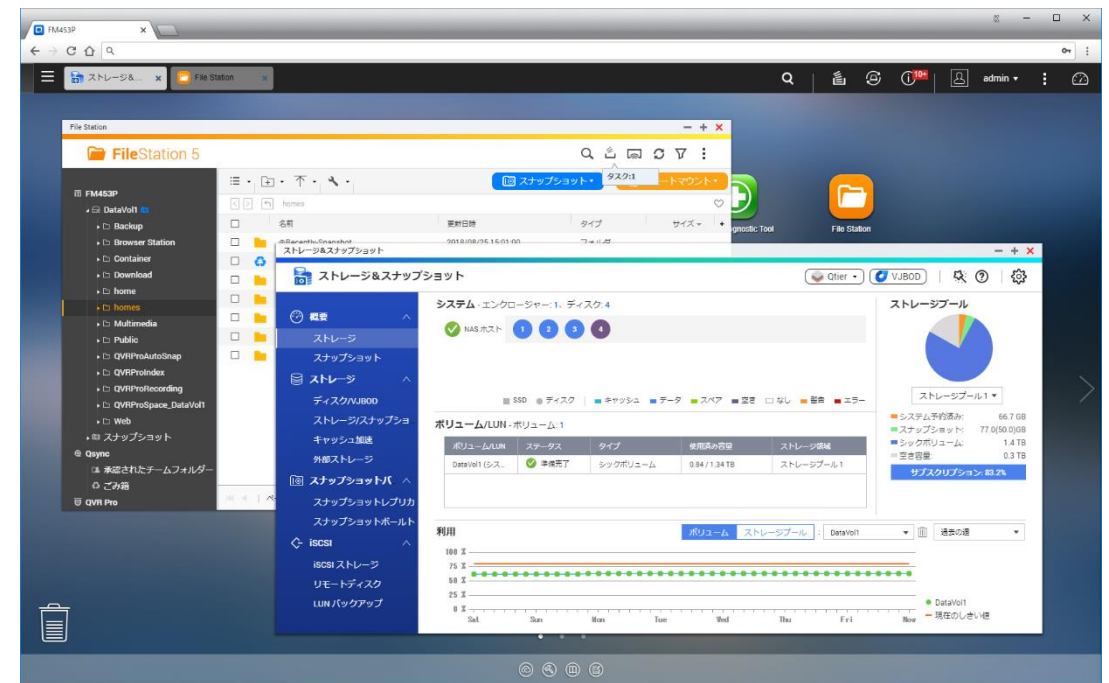 FM453P
ストレージ&...
File Station
10+
admin
File Station
FileStation 5
タスク:1
スナップショット
FM453P
DataVol1
Backup
Browser Station
Container
Download
home
homes
Multimedia
Public
QVRProAutoSnap
QVRProIndex
QVRProRecording
QVRProSpace_DataVol1
Web
スナップショット
Qsync
承認されたチームフォルダー
ごみ箱
QVR Pro
homes
名前 更新日時 タイプ サイズ
@Recently-Snapshot 2018/08/25 15:01:00 フォルダ
File Station
ストレージ&スナップショット
ストレージ&スナップショット
Qtier
VJBOD
概要
ストレージ
スナップショット
ストレージ
ディスク/VJBOD
ストレージ/スナップショ
キャッシュ加速
外部ストレージ
スナップショットバ
スナップショットレプリカ
スナップショットボールト
iSCSI
iSCSI ストレージ
リモートディスク
LUN バックアップ
システム - エンクロージャー: 1、ディスク: 4
NAS ホスト 1 2 3 4
SSD ディスク キャッシュ データ スペア 空き なし 警告 エラー
ボリューム/LUN - ボリューム: 1
ボリューム/LUN ステータス タイプ 使用済み容量 ストレージ領域
DataVol1 (シス... 準備完了 シックボリューム 0.84 / 1.34 TB ストレージプール 1
ストレージプール
ストレージプール 1
システム予約済み: 66.7 GB
スナップショット: 77.0(50.0)GB
シックボリューム: 1.4 TB
空き容量: 0.3 TB
サブスクリプション: 83.2%
利用
ボリューム ストレージプール : DataVol1 過去の週
100 %
75 %
50 %
25 %
0 %
Sat Sun Mon Tue Wed Thu Fri Now
DataVol1
現在のしきい値